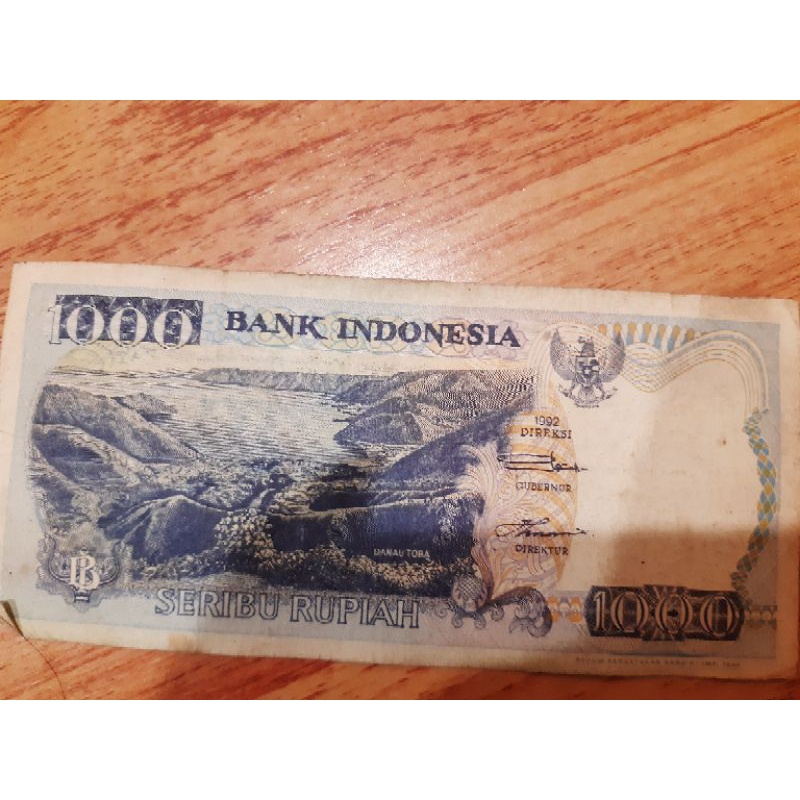 1000
BANK INDONESIA
1992
DIREKSI
GUBERNUR
DIREKTUR
DANAU TOBA
SERIBU RUPIAH
1000